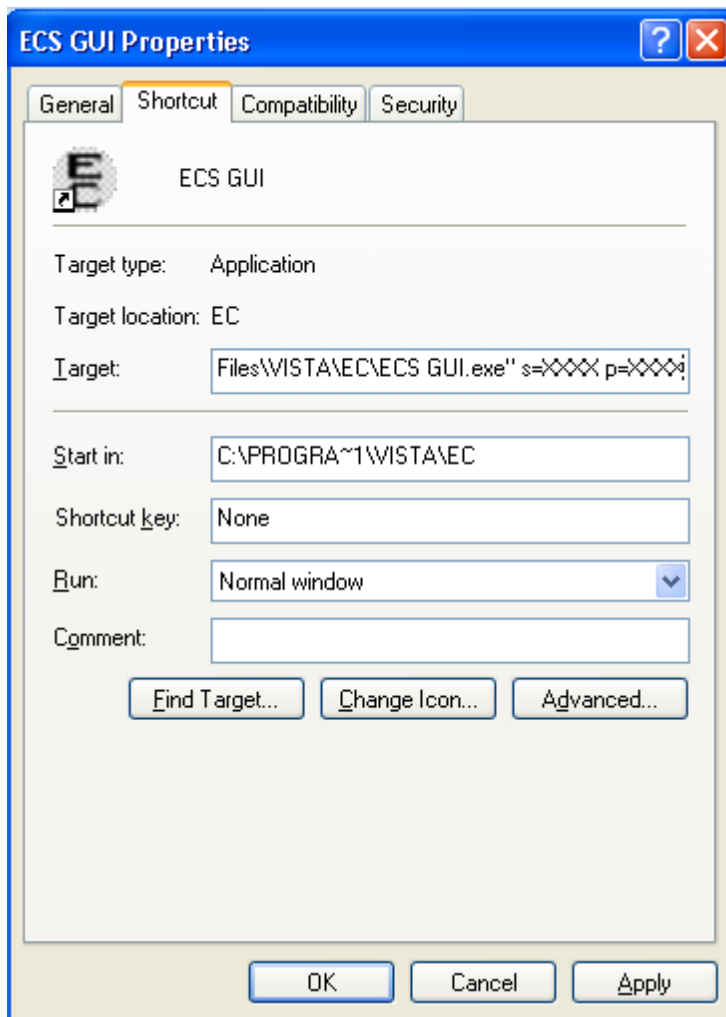 ECS GUI Properties
General Shortcut Compatibility Security
ECS GUI
Target type: Application
Target location: EC
Target: Files\VISTA\EC\ECS GUI.exe" s=XXXX p=XXXX
Start in: C:\PROGRA~1\VISTA\EC
Shortcut key: None
Run: Normal window
Comment:
Find Target... Change Icon... Advanced...
OK Cancel Apply